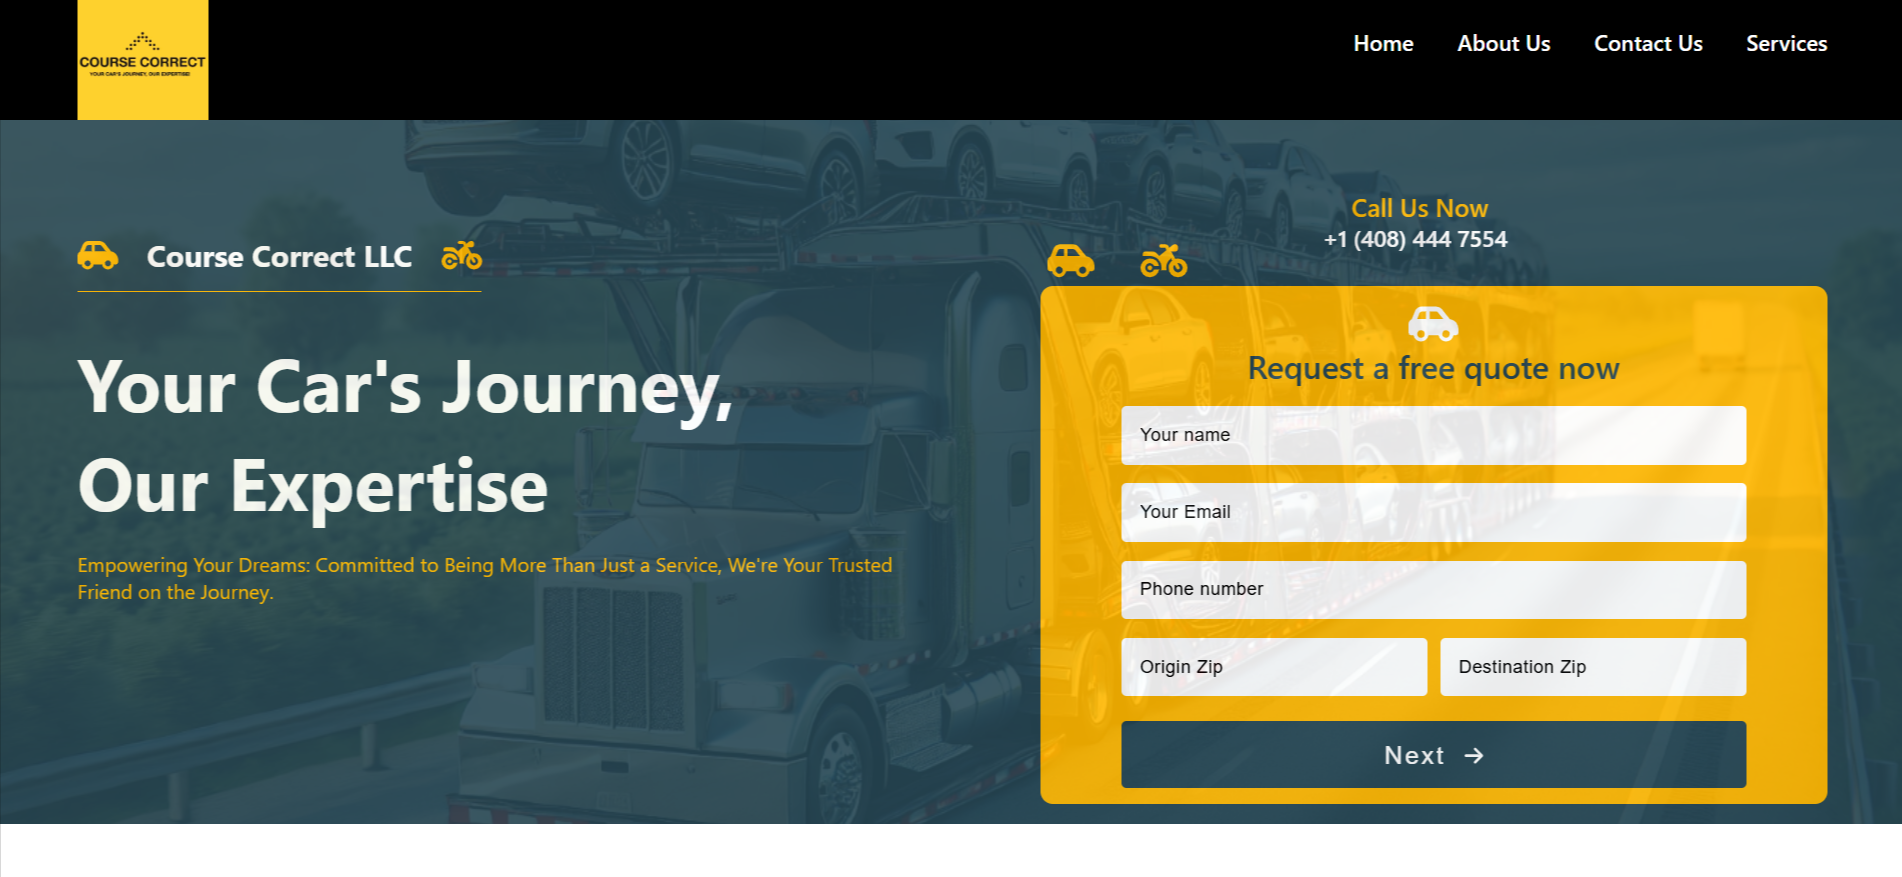 COURSE CORRECT
YOUR CAR'S JOURNEY, OUR EXPERTISE!
Home About Us Contact Us Services
Course Correct LLC
Your Car's Journey,
Our Expertise
Empowering Your Dreams: Committed to Being More Than Just a Service, We're Your Trusted
Friend on the Journey.
Call Us Now
+1 (408) 444 7554
Request a free quote now
Your name
Your Email
Phone number
Origin Zip Destination Zip
Next →